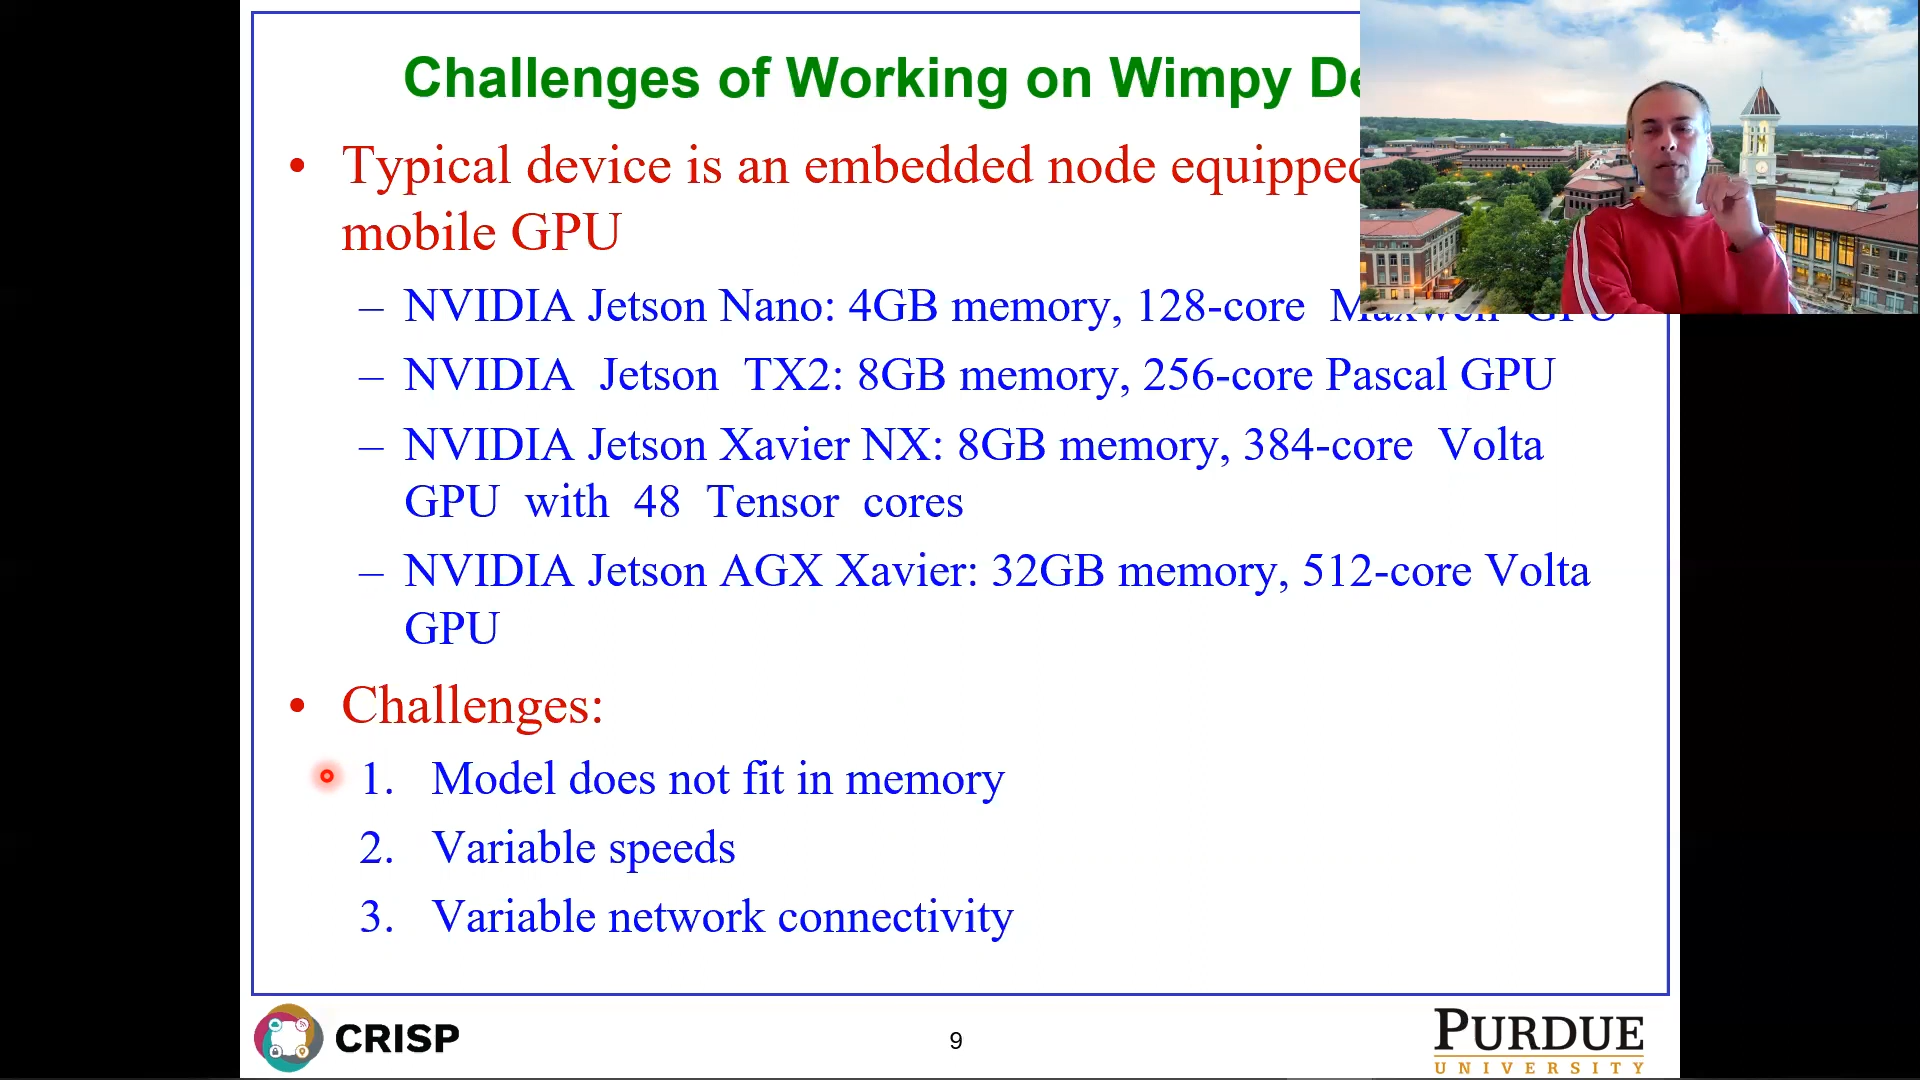 Challenges of Working on Wimpy
• Typical device is an embedded node equipped
mobile GPU
– NVIDIA Jetson Nano: 4GB memory, 128-core Maxwell GPU
– NVIDIA Jetson TX2: 8GB memory, 256-core Pascal GPU
– NVIDIA Jetson Xavier NX: 8GB memory, 384-core Volta
GPU with 48 Tensor cores
– NVIDIA Jetson AGX Xavier: 32GB memory, 512-core Volta
GPU
• Challenges:
1. Model does not fit in memory
2. Variable speeds
3. Variable network connectivity
CRISP
9
PURDUE
UNIVERSITY